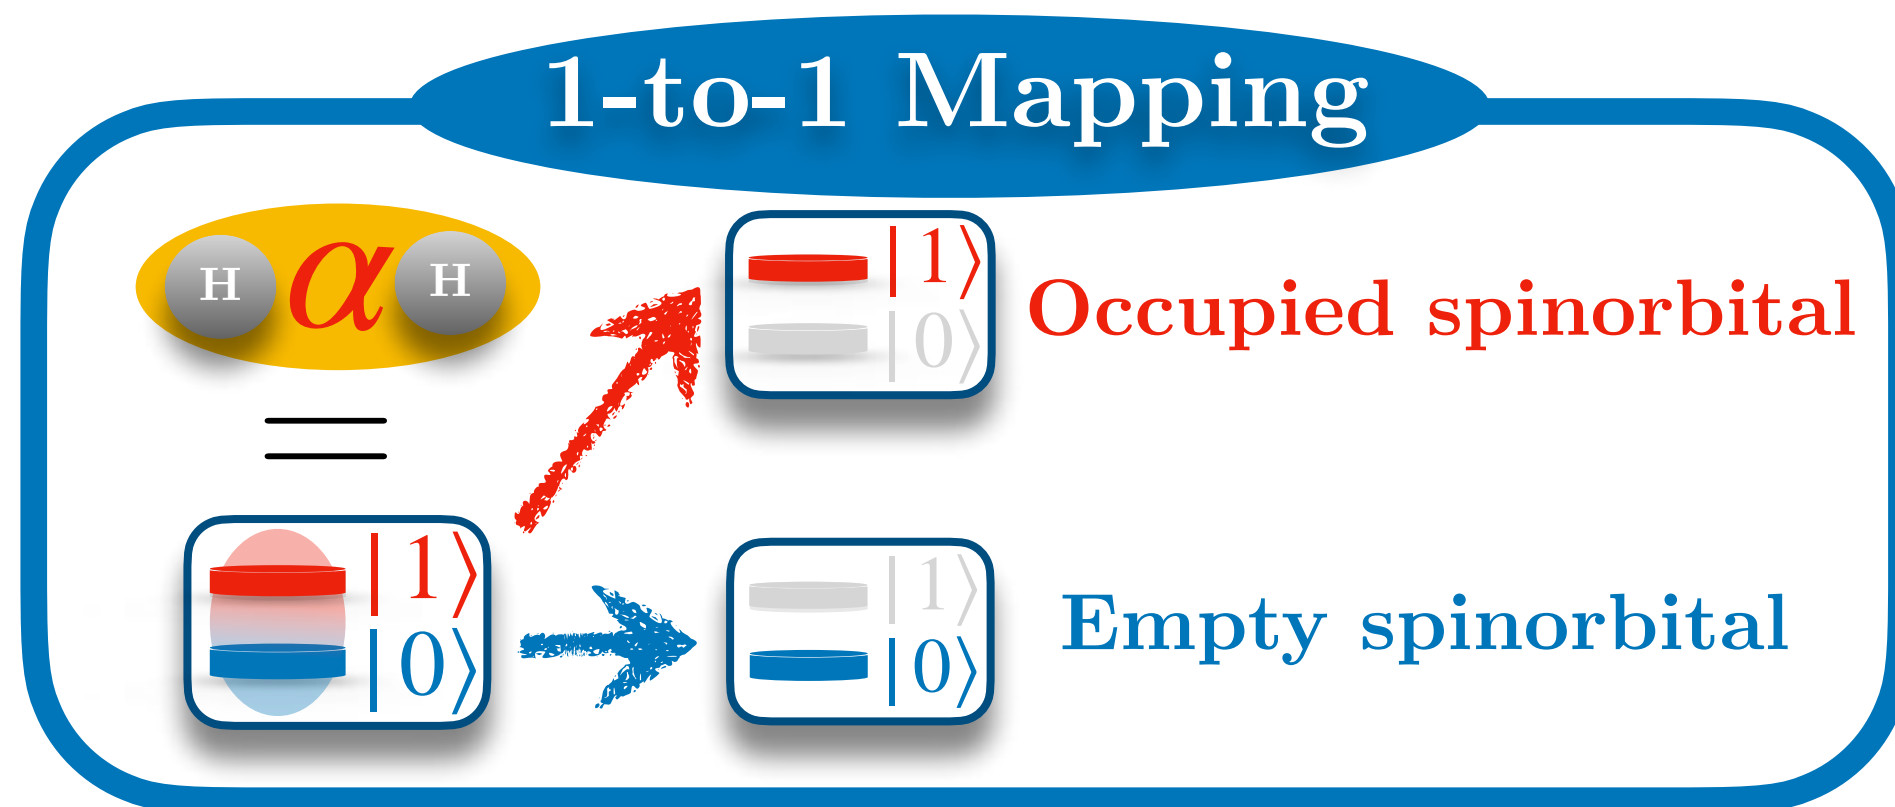 1-to-1 Mapping
H α H
|1⟩
|0⟩
Occupied spinorbital
|1⟩
|0⟩
|1⟩
|0⟩
Empty spinorbital